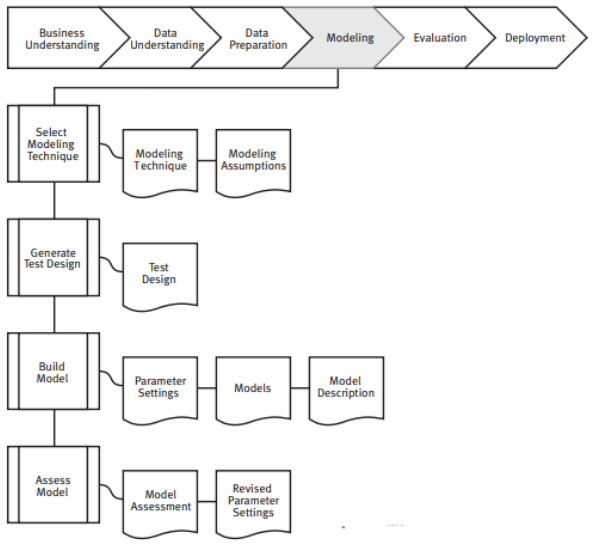 Business
Understanding
Data
Understanding
Data
Preparation
Modeling
Evaluation
Deployment
Select
Modeling
Technique
Modeling
Technique
Modeling
Assumptions
Generate
Test Design
Test
Design
Build
Model
Parameter
Settings
Models
Model
Description
Assess
Model
Model
Assessment
Revised
Parameter
Settings